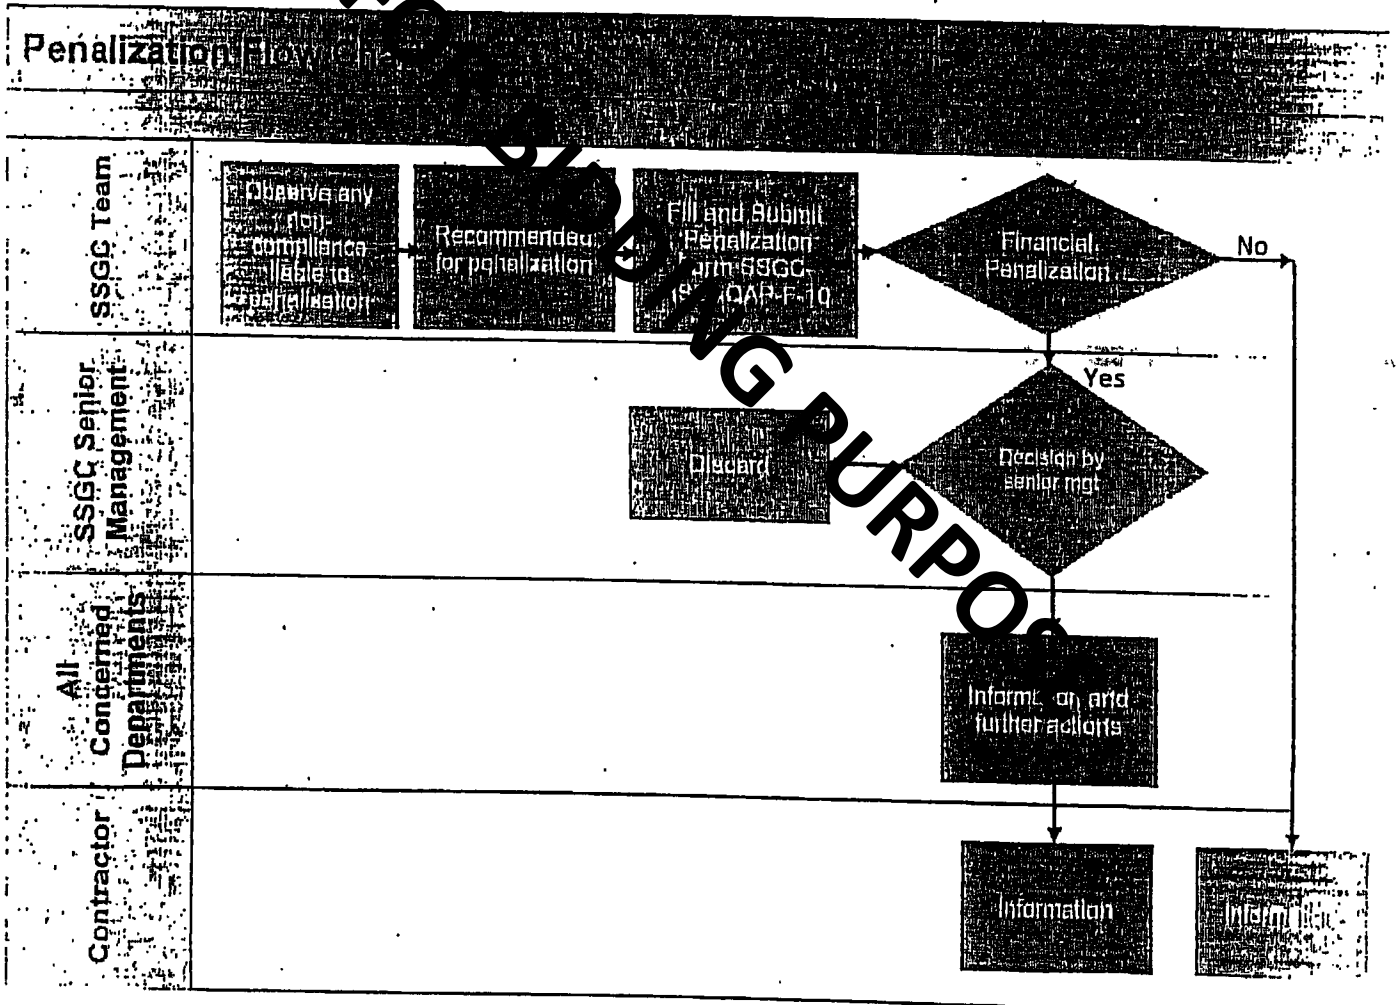 Penalization Flow
FOR BIDDING PURPOSE
SSGC Team
Observe any
non-
compliance
liable to
penalization
Recommended
for penalization
Fill and Submit
Penalization
Form-SSGC-
QAP-F-10
Financial
Penalization
No
Yes
SSGC Senior
Management
Discard
Decision by
senior mgt
All
Concerned
Departments
and
further actions
Contractor
Information